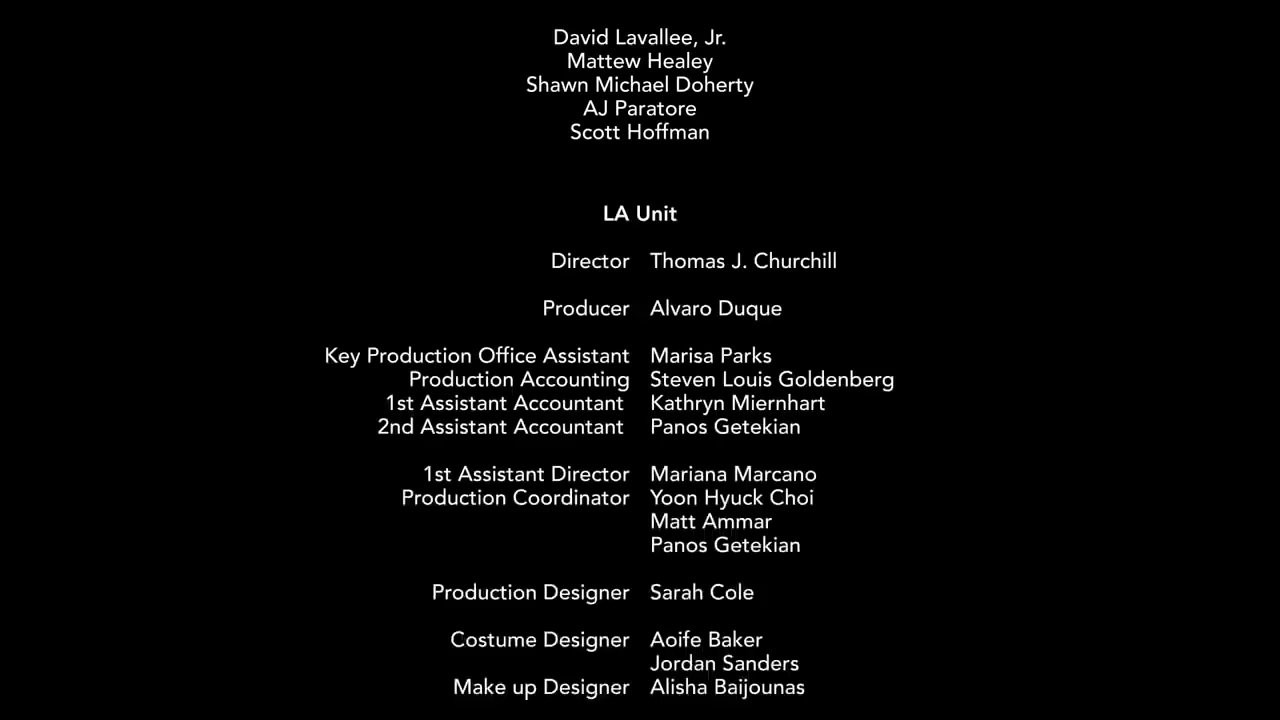 David Lavallee, Jr.
Mattew Healey
Shawn Michael Doherty
AJ Paratore
Scott Hoffman
LA Unit
Director Thomas J. Churchill
Producer Alvaro Duque
Key Production Office Assistant Marisa Parks
Production Accounting Steven Louis Goldenberg
1st Assistant Accountant Kathryn Miernhart
2nd Assistant Accountant Panos Getekian
1st Assistant Director Mariana Marcano
Production Coordinator Yoon Hyuck Choi
Matt Ammar
Panos Getekian
Production Designer Sarah Cole
Costume Designer Aoife Baker
Jordan Sanders
Make up Designer Alisha Baijounas